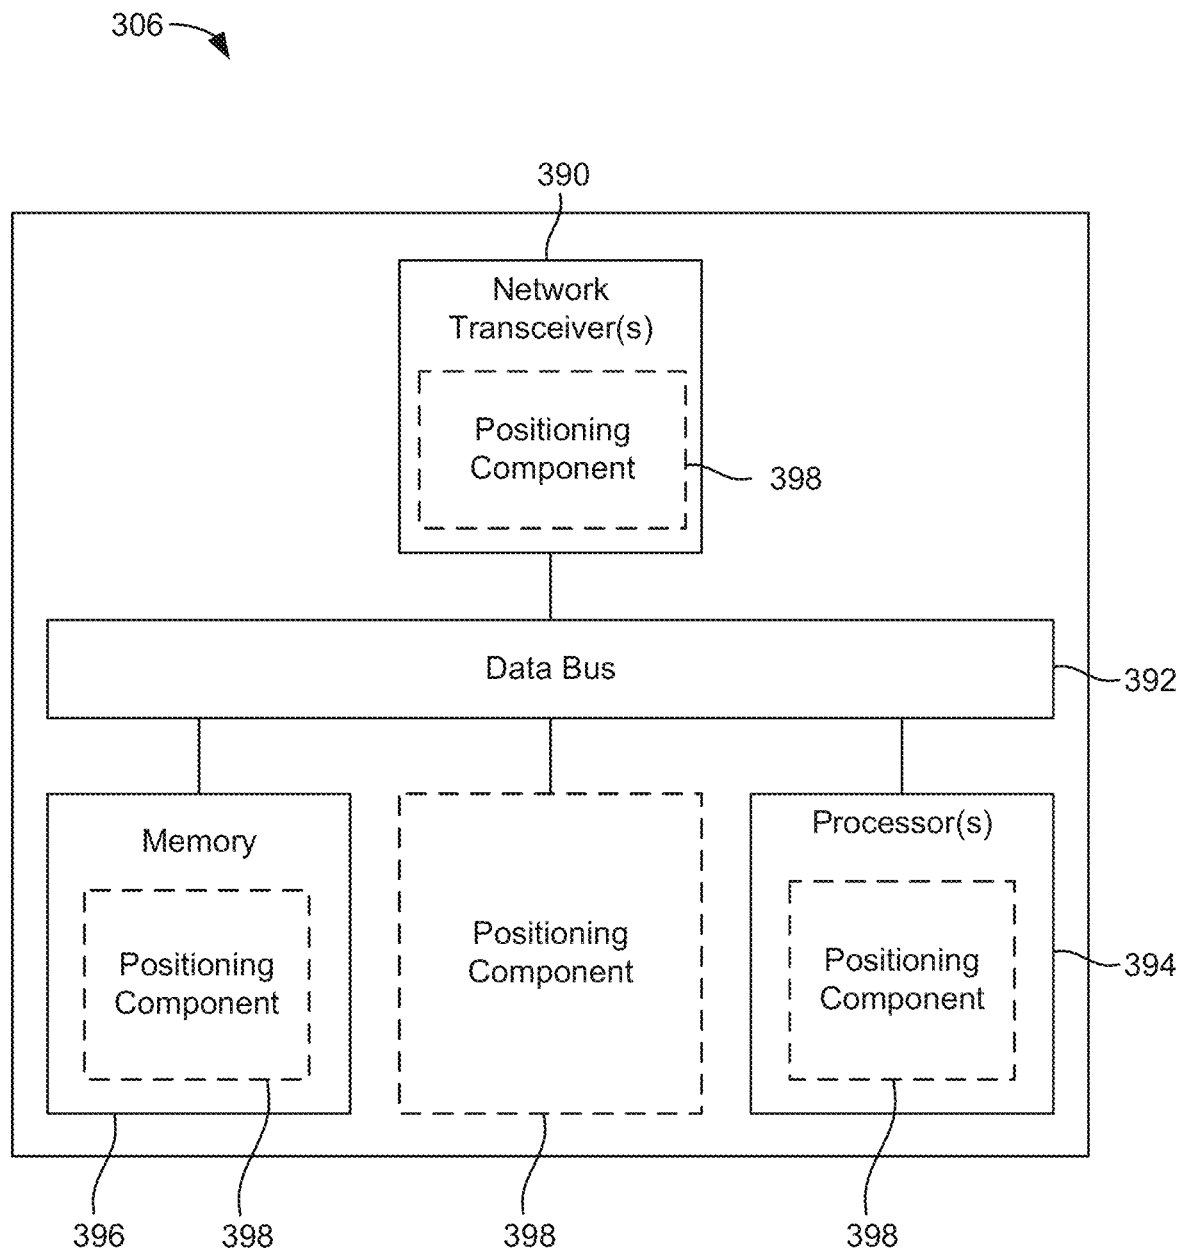 306
390
Network
Transceiver(s)
Positioning
Component
398
Data Bus
392
Memory
Positioning
Component
Positioning
Component
Processor(s)
Positioning
Component
394
396
398
398
398